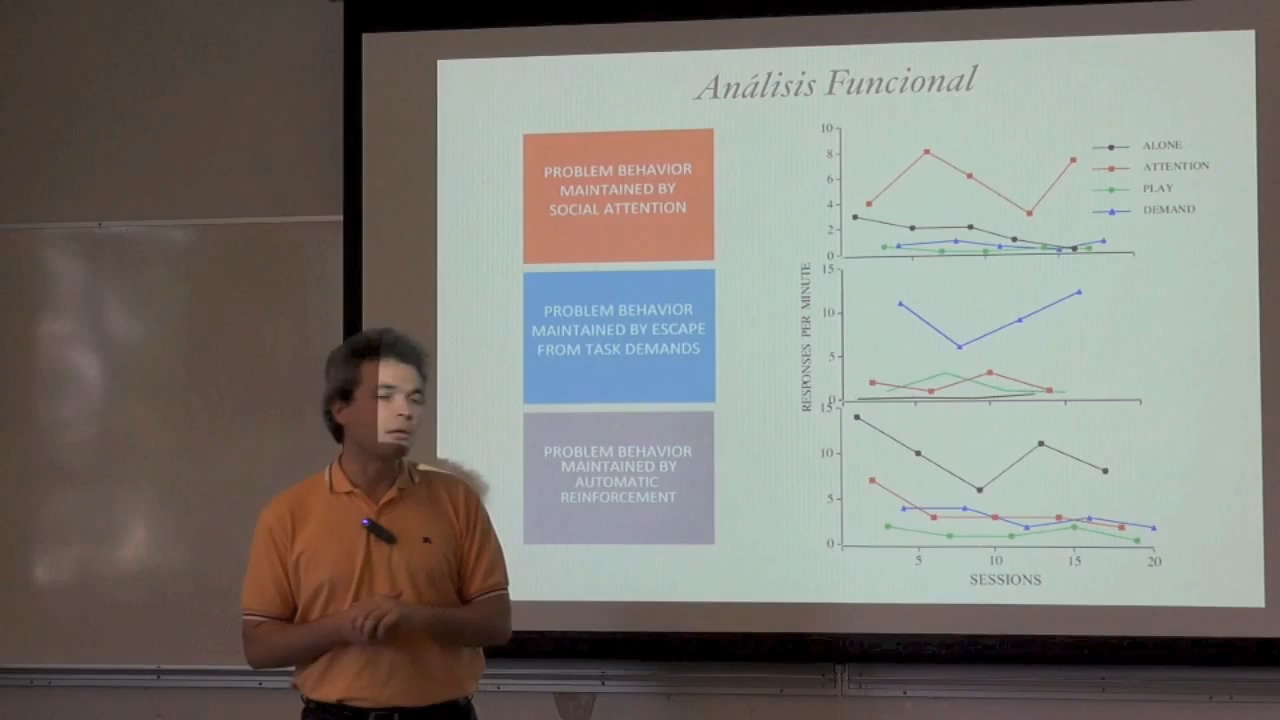 Análisis Funcional
PROBLEM BEHAVIOR
MAINTAINED BY
SOCIAL ATTENTION
PROBLEM BEHAVIOR
MAINTAINED BY ESCAPE
FROM TASK DEMANDS
PROBLEM BEHAVIOR
MAINTAINED BY
AUTOMATIC
REINFORCEMENT
10
8
6
4
2
0
ALONE
ATTENTION
PLAY
DEMAND
15
10
5
0
15
10
5
0
RESPONSES PER MINUTE
5
10
15
20
SESSIONS